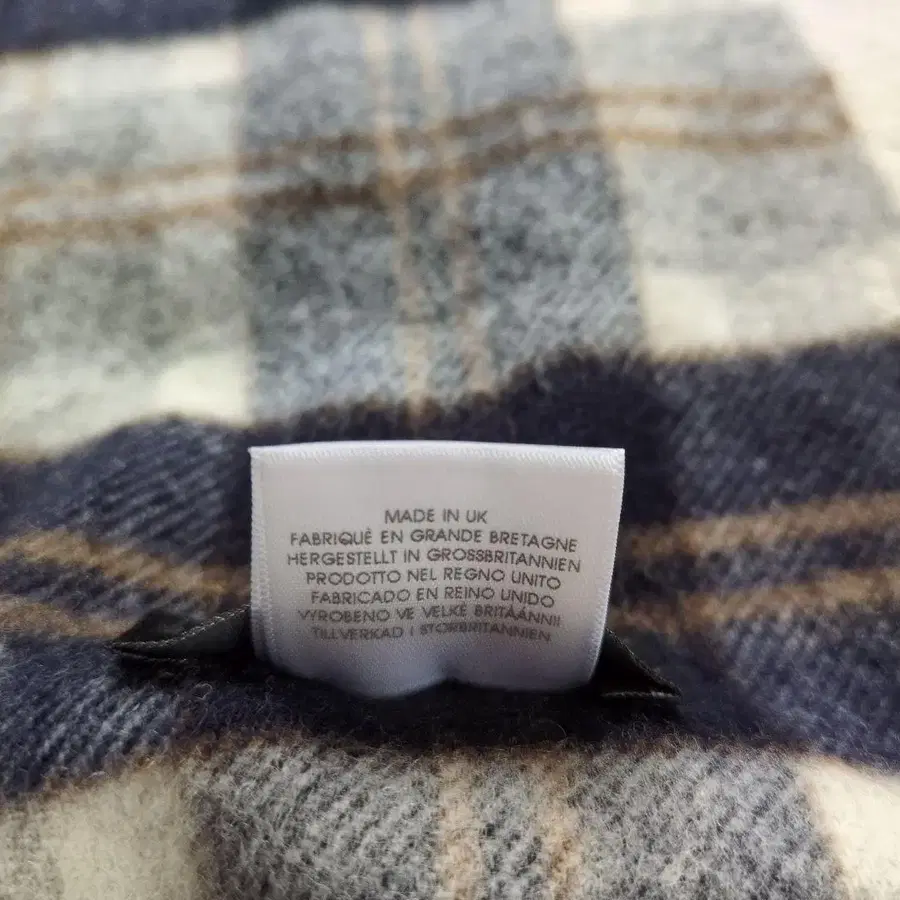 MADE IN UK
FABRIQUÈ EN GRANDE BRETAGNE
HERGESTELLT IN GROSSBRITANNIEN
PRODOTTO NEL REGNO UNITO
FABRICADO EN REINO UNIDO
VYROBENO VE VELKÉ BRITÁÁNNII
TILLVERKAD I STORBRITANNIEN